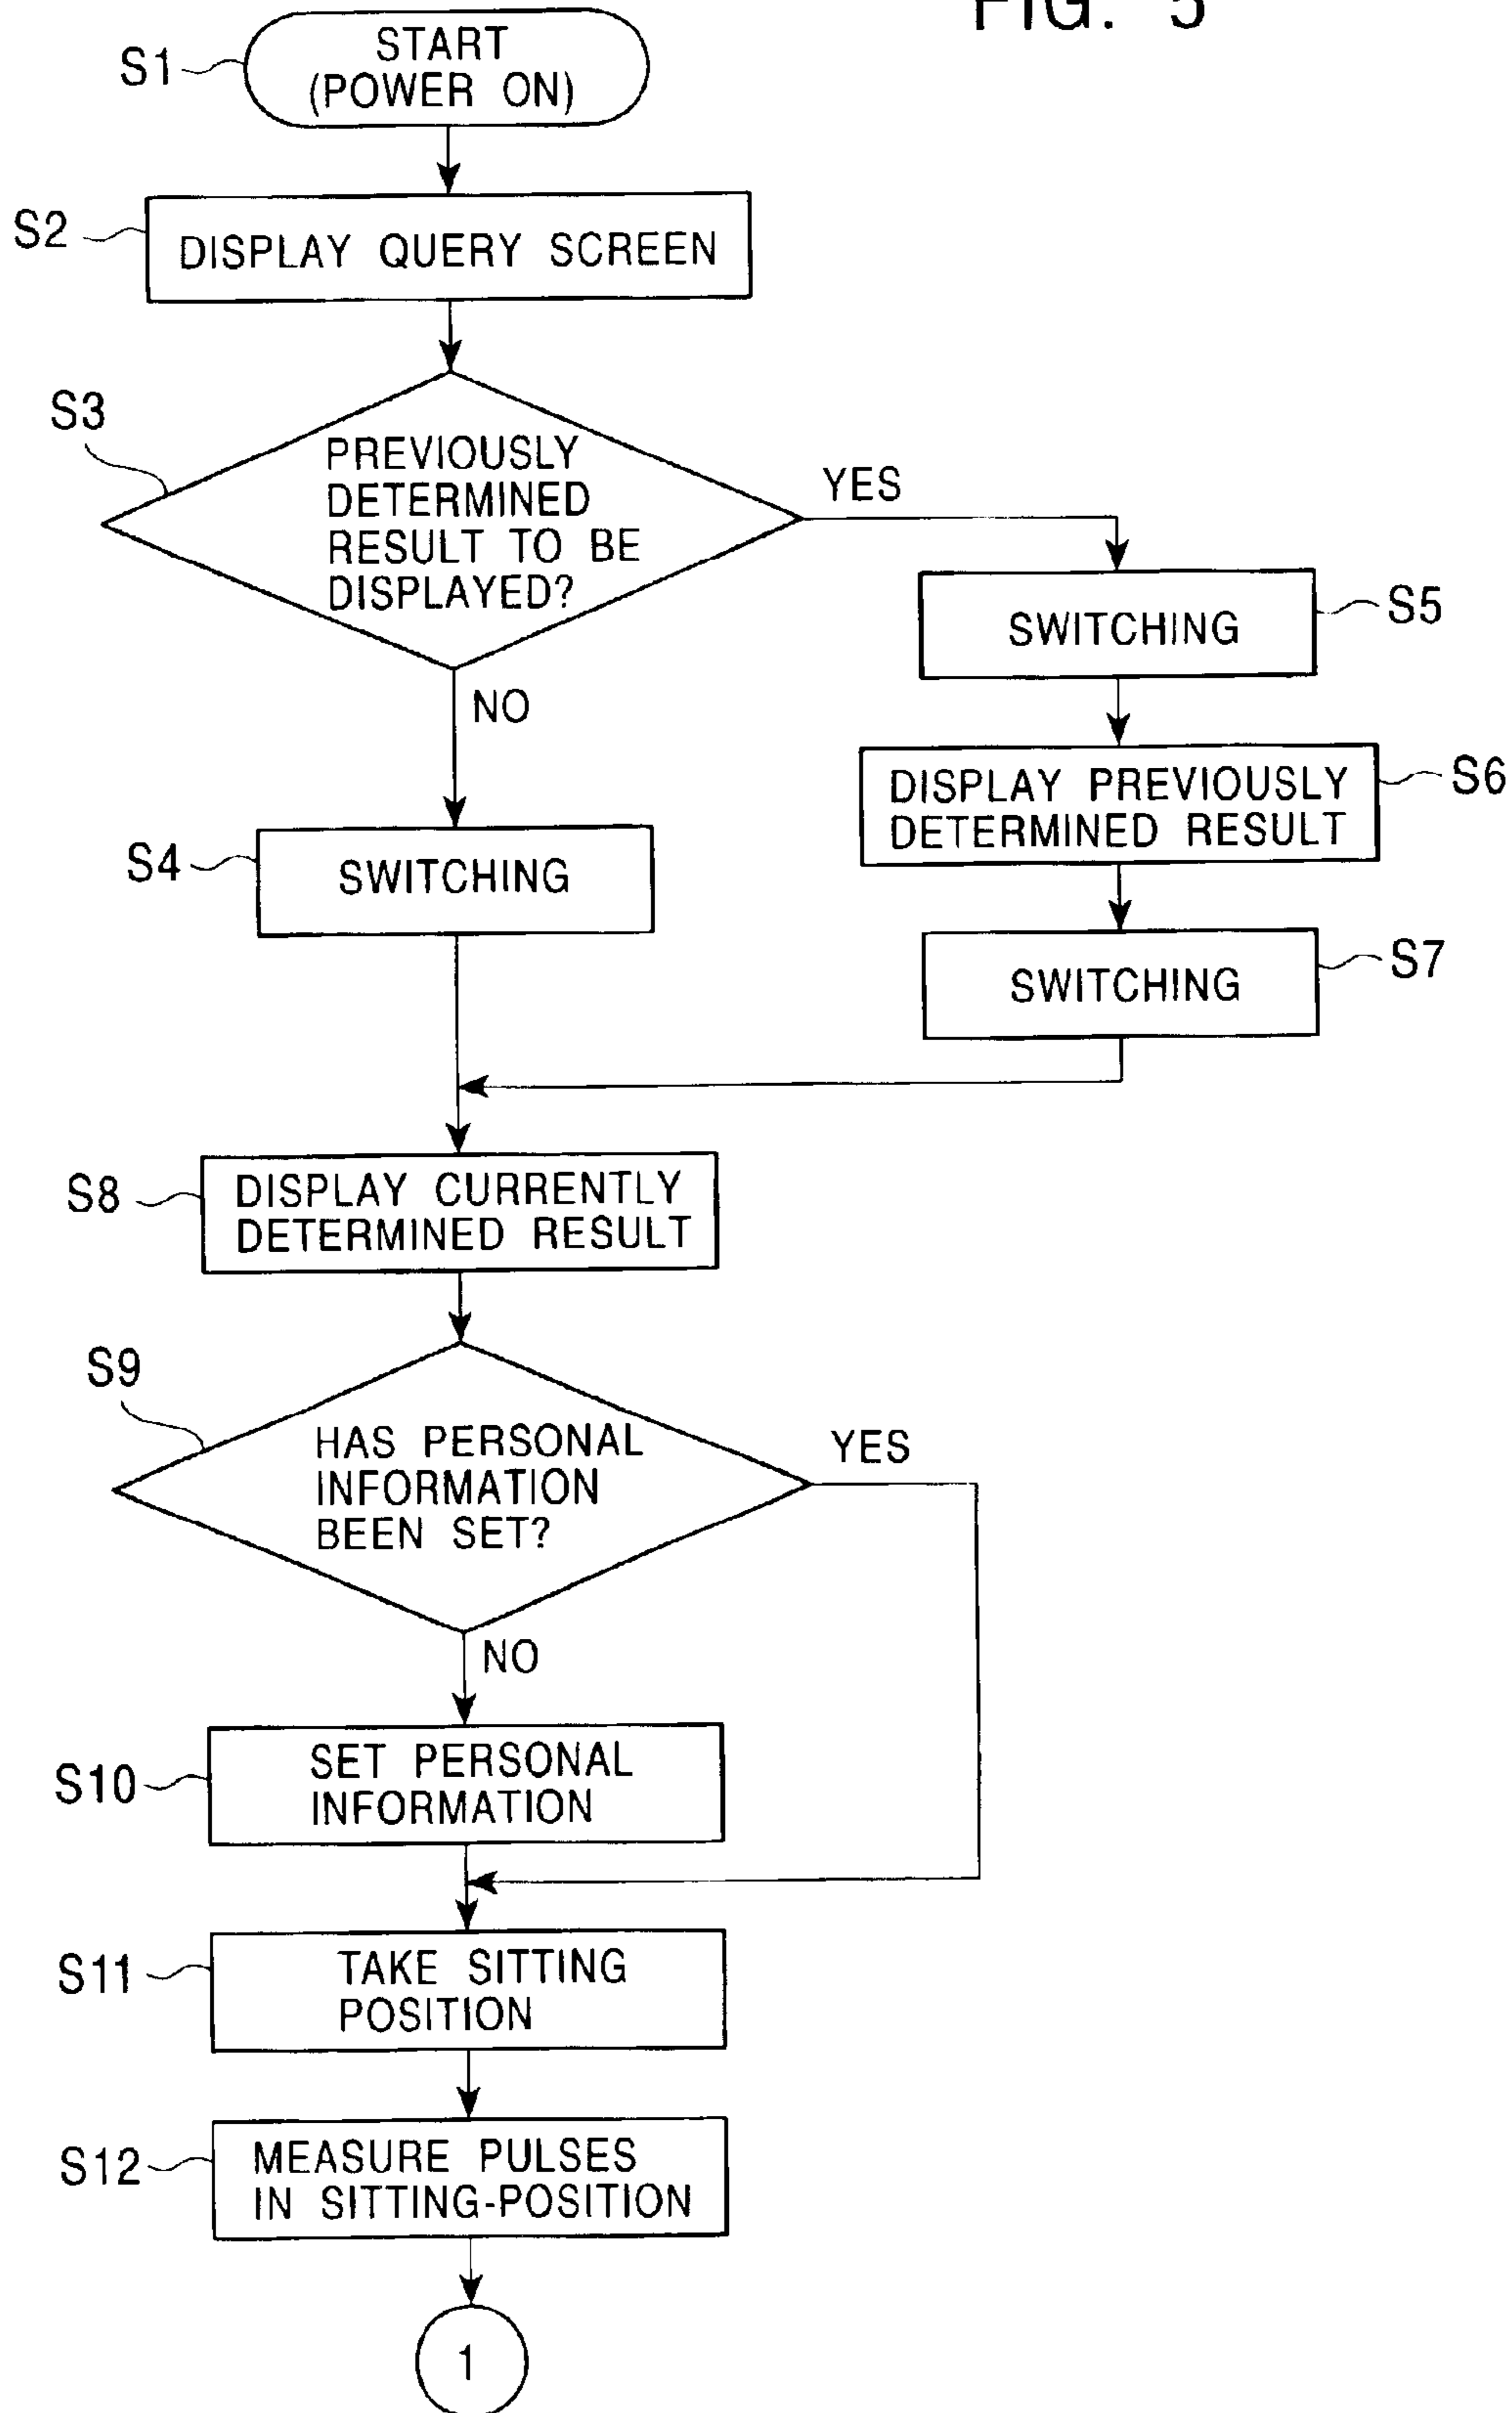 FIG. 5
S1
START
(POWER ON)
S2
DISPLAY QUERY SCREEN
S3
PREVIOUSLY
DETERMINED
RESULT TO BE
DISPLAYED?
YES
NO
S5
SWITCHING
S6
DISPLAY PREVIOUSLY
DETERMINED RESULT
S4
SWITCHING
S7
SWITCHING
S8
DISPLAY CURRENTLY
DETERMINED RESULT
S9
HAS PERSONAL
INFORMATION
BEEN SET?
YES
NO
S10
SET PERSONAL
INFORMATION
S11
TAKE SITTING
POSITION
S12
MEASURE PULSES
IN SITTING-POSITION
1